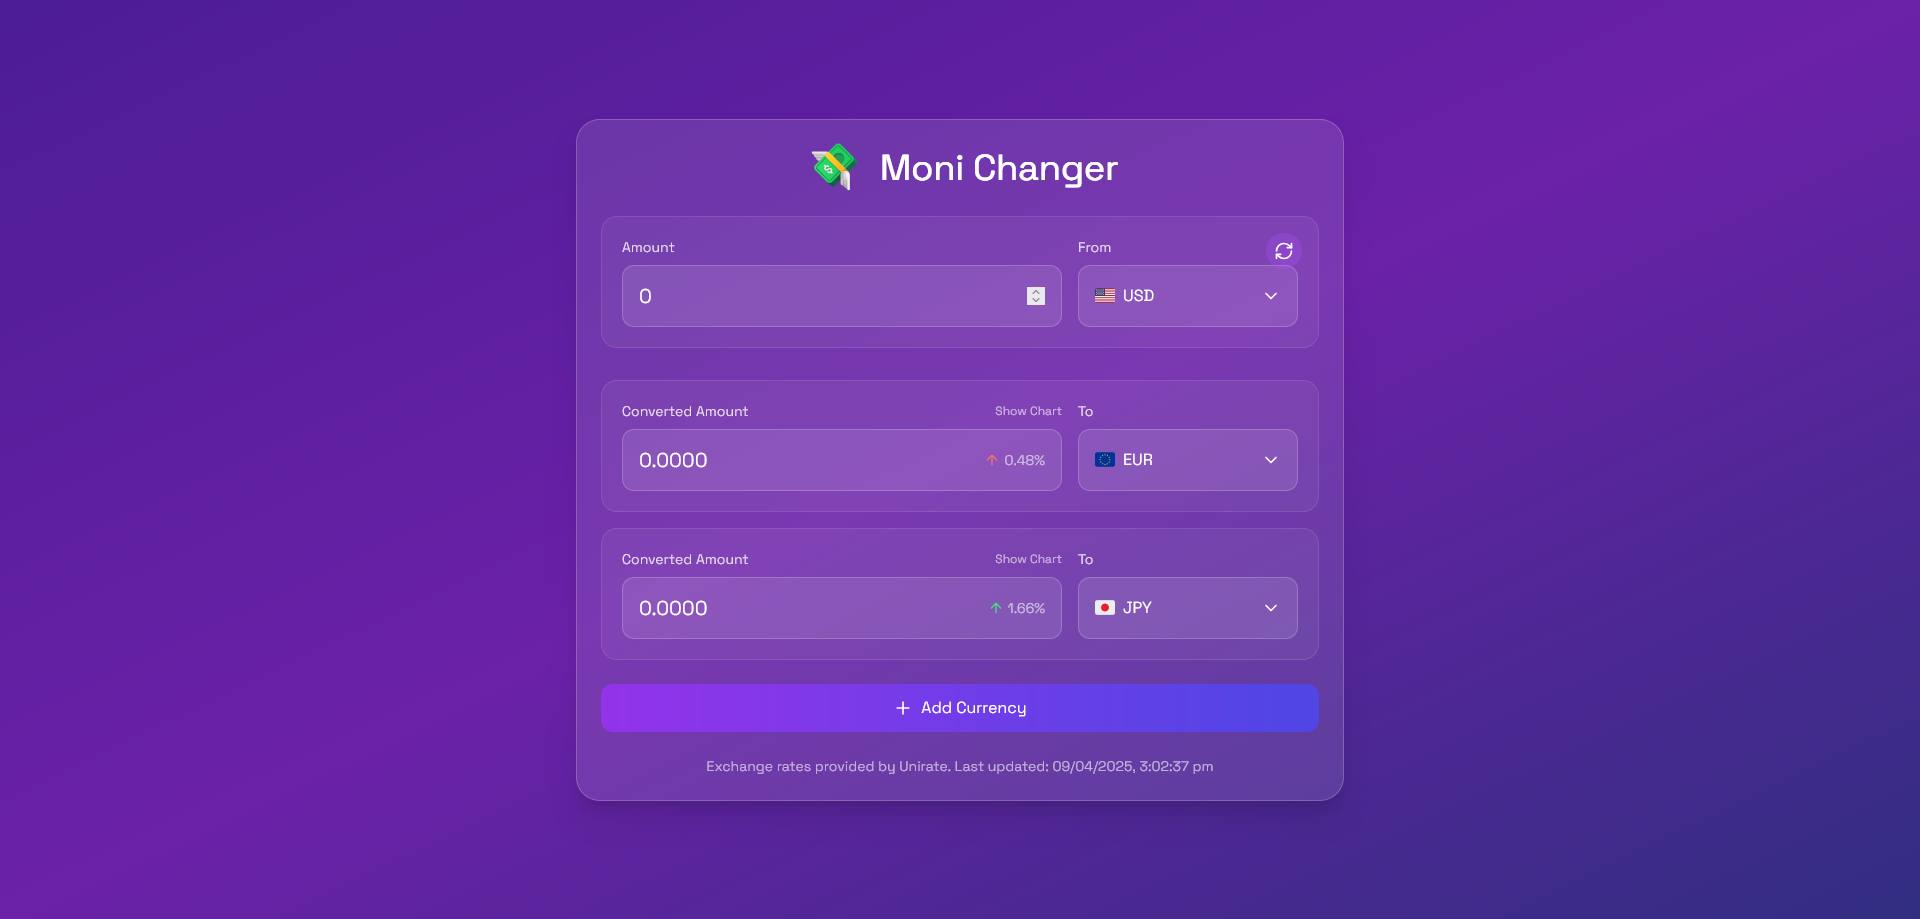 Moni Changer
Amount
From
0
USD
Converted Amount
Show Chart
To
0.0000
0.48%
EUR
Converted Amount
Show Chart
To
0.0000
1.66%
JPY
Add Currency
Exchange rates provided by Unirate. Last updated: 09/04/2025, 3:02:37 pm